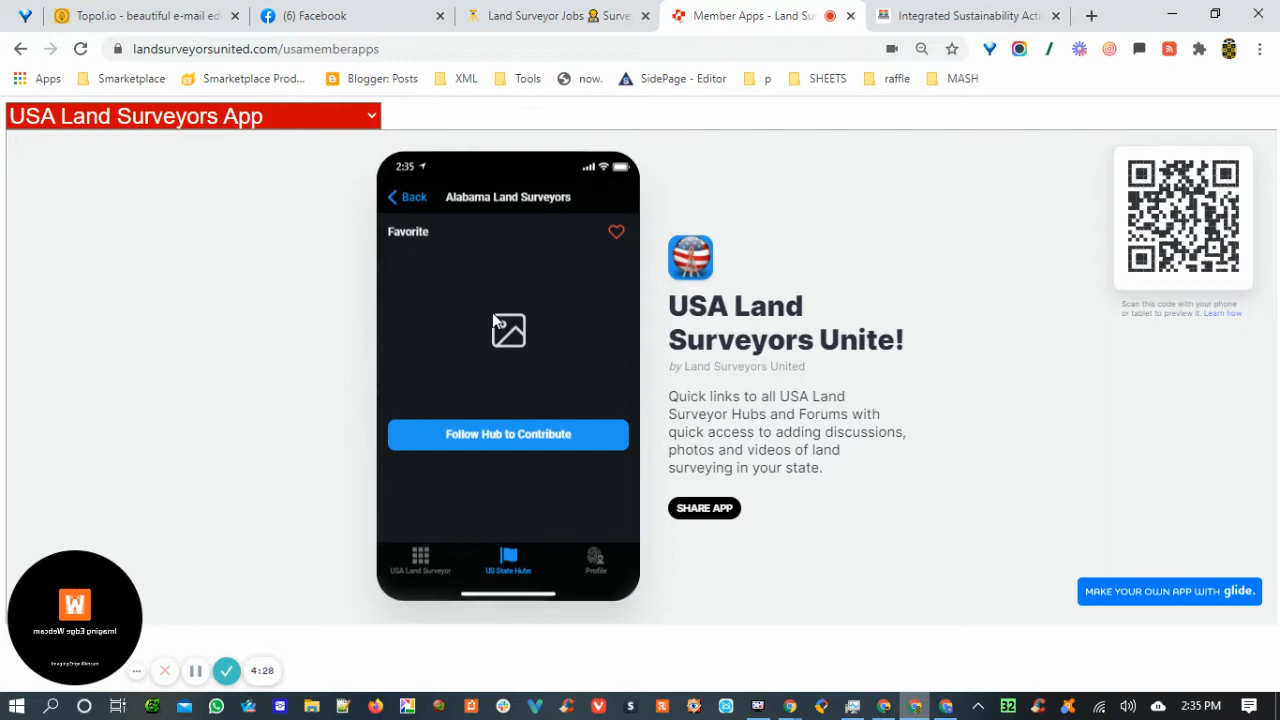 Topol.io - beautiful e-mail edi
(6) Facebook
Land Surveyor Jobs
Surve
Member Apps - Land Su
Integrated Sustainability Acti
landsurveyorsunited.com/usamemberapps
Apps
Smarketplace
Smarketplace Prod...
Blogger: Posts
XML
Tools
now.
SidePage - Editor
p
SHEETS
raffle
MASH
USA Land Surveyors App
2:35
Back
Alabama Land Surveyors
Favorite
Follow Hub to Contribute
USA Land Surveyor
US State Hubs
Profile
USA Land
Surveyors Unite!
by Land Surveyors United
Quick links to all USA Land
Surveyor Hubs and Forums with
quick access to adding discussions,
photos and videos of land
surveying in your state.
SHARE APP
Scan this code with your phone
or tablet to preview it. Learn how
MAKE YOUR OWN APP WITH glide.
W
Imaging Edge Webcam
4:28
2:35 PM